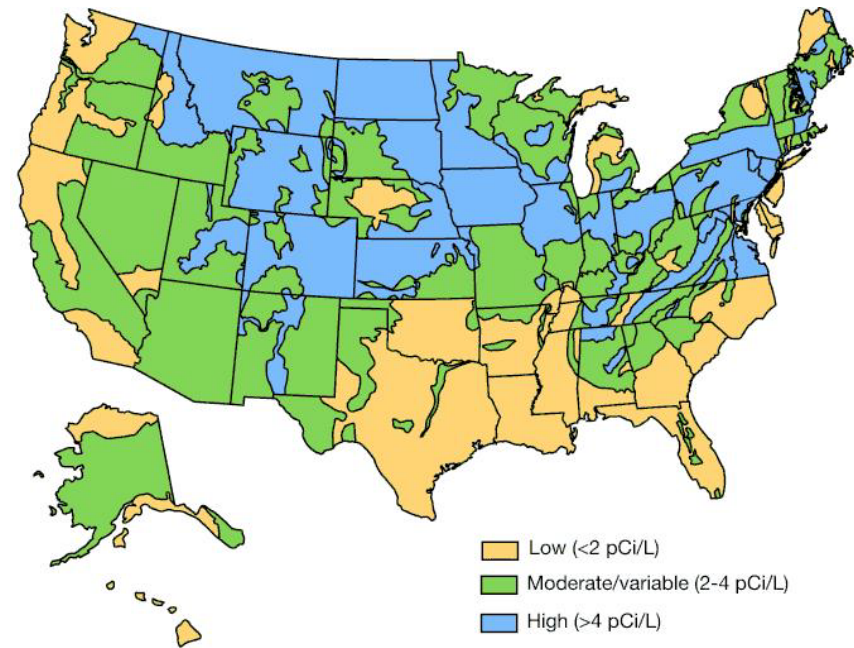 Low (<2 pCi/L)
Moderate/variable (2-4 pCi/L)
High (>4 pCi/L)